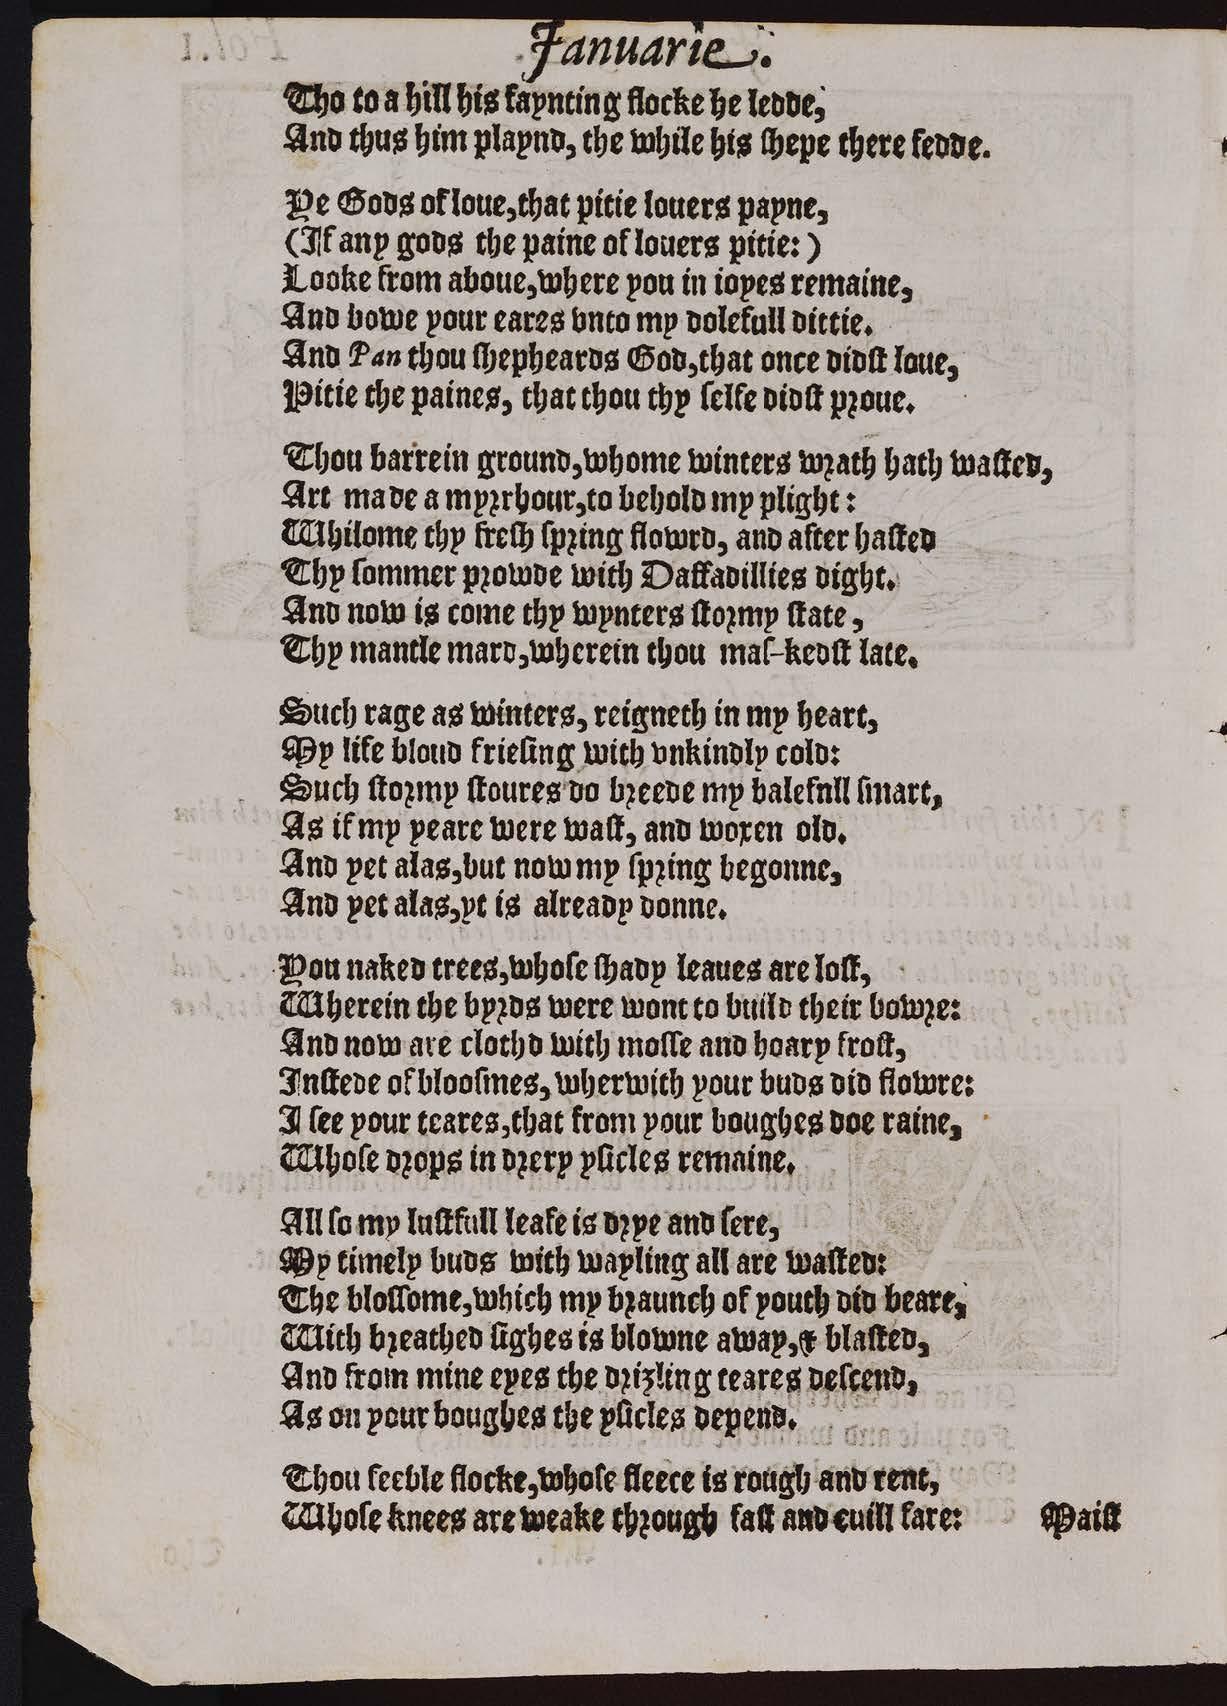 Ianuarie.
Tho to a hill his faynting flocke he ledde,
And thus him playnd, the while his shepe there fedde.
Ye Gods of loue, that pitie louers payne,
(If any gods the paine of louers pitie:)
Looke from aboue, where you in ioyes remaine,
And bowe your eares vnto my dolefull dittie.
And Pan thou shepheards God, that once didst loue,
Pitie the paines, that thou thy selfe didst proue.
Thou barrein ground, whome winters wrath hath wasted,
Art made a myrrhour, to behold my plight:
Whilome thy fresh spring flowrd, and after hasted
Thy sommer prowde with Daffadillies dight.
And now is come thy wynters stormy state,
Thy mantle mard, wherein thou mas-kedst late.
Such rage as winters, reigneth in my heart,
My life bloud friesing with vnkindly cold:
Such stormy stoures do breede my balefnll smart,
As if my yeare were wast, and woxen old.
And yet alas, but now my spring begonne,
And yet alas, yt is already donne.
You naked trees, whose shady leaues are lost,
Wherein the byrds were wont to build their bowre:
And now are clothd with mosse and hoary frost,
Instede of bloosmes, wherwith your buds did flowre:
I see your teares, that from your boughes doe raine,
Whose drops in drery ysicles remaine.
All so my lustfull leafe is drye and sere,
My timely buds with wayling all are wasted:
The blossome, which my braunch of youth did beare,
With breathed sighes is blowne away, & blasted,
And from mine eyes the drizling teares descend,
As on your boughes the ysicles depend.
Thou feeble flocke, whose fleece is rough and rent,
Whose knees are weake through fast and euill fare:
Maist